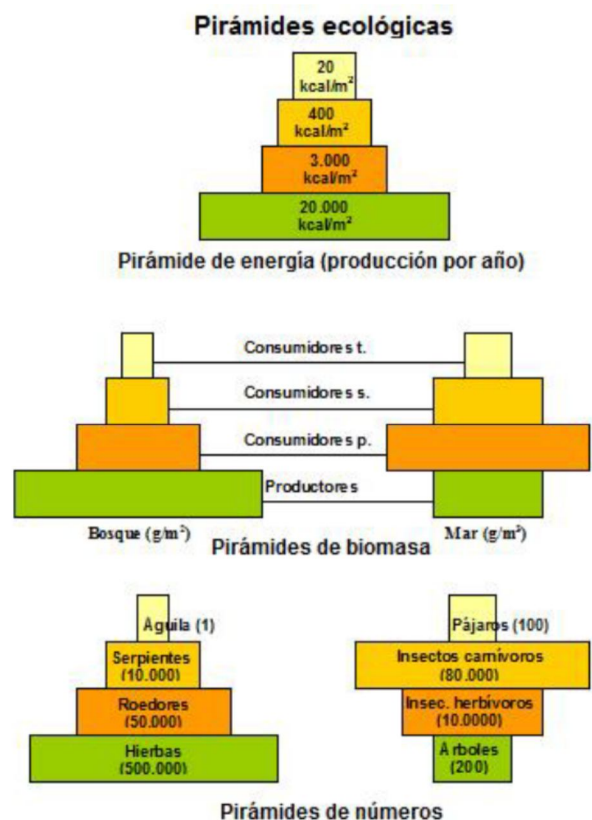 Pirámides ecológicas
20
kcal/m²
400
kcal/m²
3.000
kcal/m²
20.000
kcal/m²
Pirámide de energía (producción por año)
Consumidores t.
Consumidores s.
Consumidores p.
Productores
Bosque (g/m²)
Mar (g/m²)
Pirámides de biomasa
Águila (1)
Serpientes
(10.000)
Roedores
(50.000)
Hierbas
(500.000)
Pájaros (100)
Insectos carnívoros
(80.000)
Insec. herbívoros
(10.0000)
Árboles
(200)
Pirámides de números